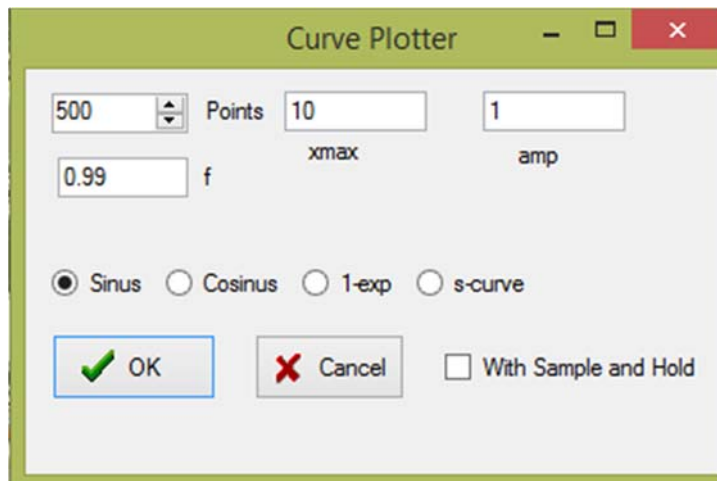 Curve Plotter
500 Points 10 1
xmax amp
0.99 f
Sinus Cosinus 1-exp s-curve
OK Cancel With Sample and Hold